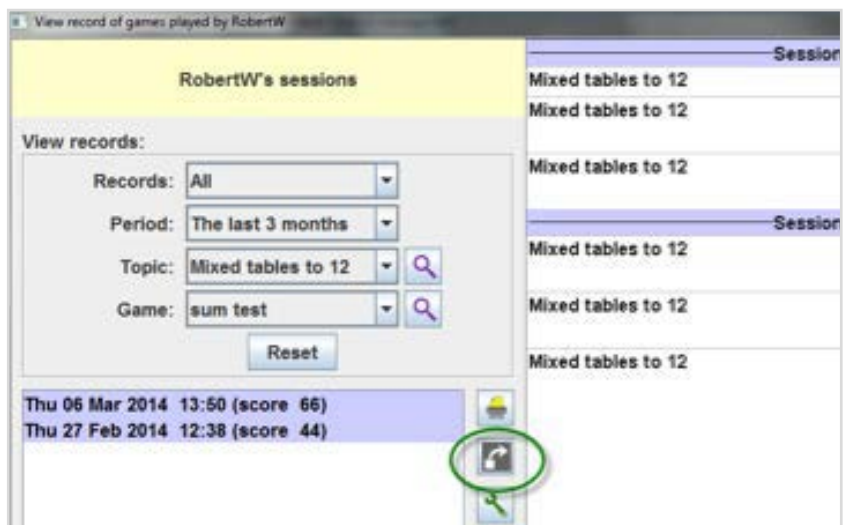 View record of games played by RobertW
RobertW's sessions
View records:
Records: All
Period: The last 3 months
Topic: Mixed tables to 12
Game: sum test
Reset
Thu 06 Mar 2014 13:50 (score 66)
Thu 27 Feb 2014 12:38 (score 44)
Session
Mixed tables to 12
Mixed tables to 12
Mixed tables to 12
Session
Mixed tables to 12
Mixed tables to 12
Mixed tables to 12